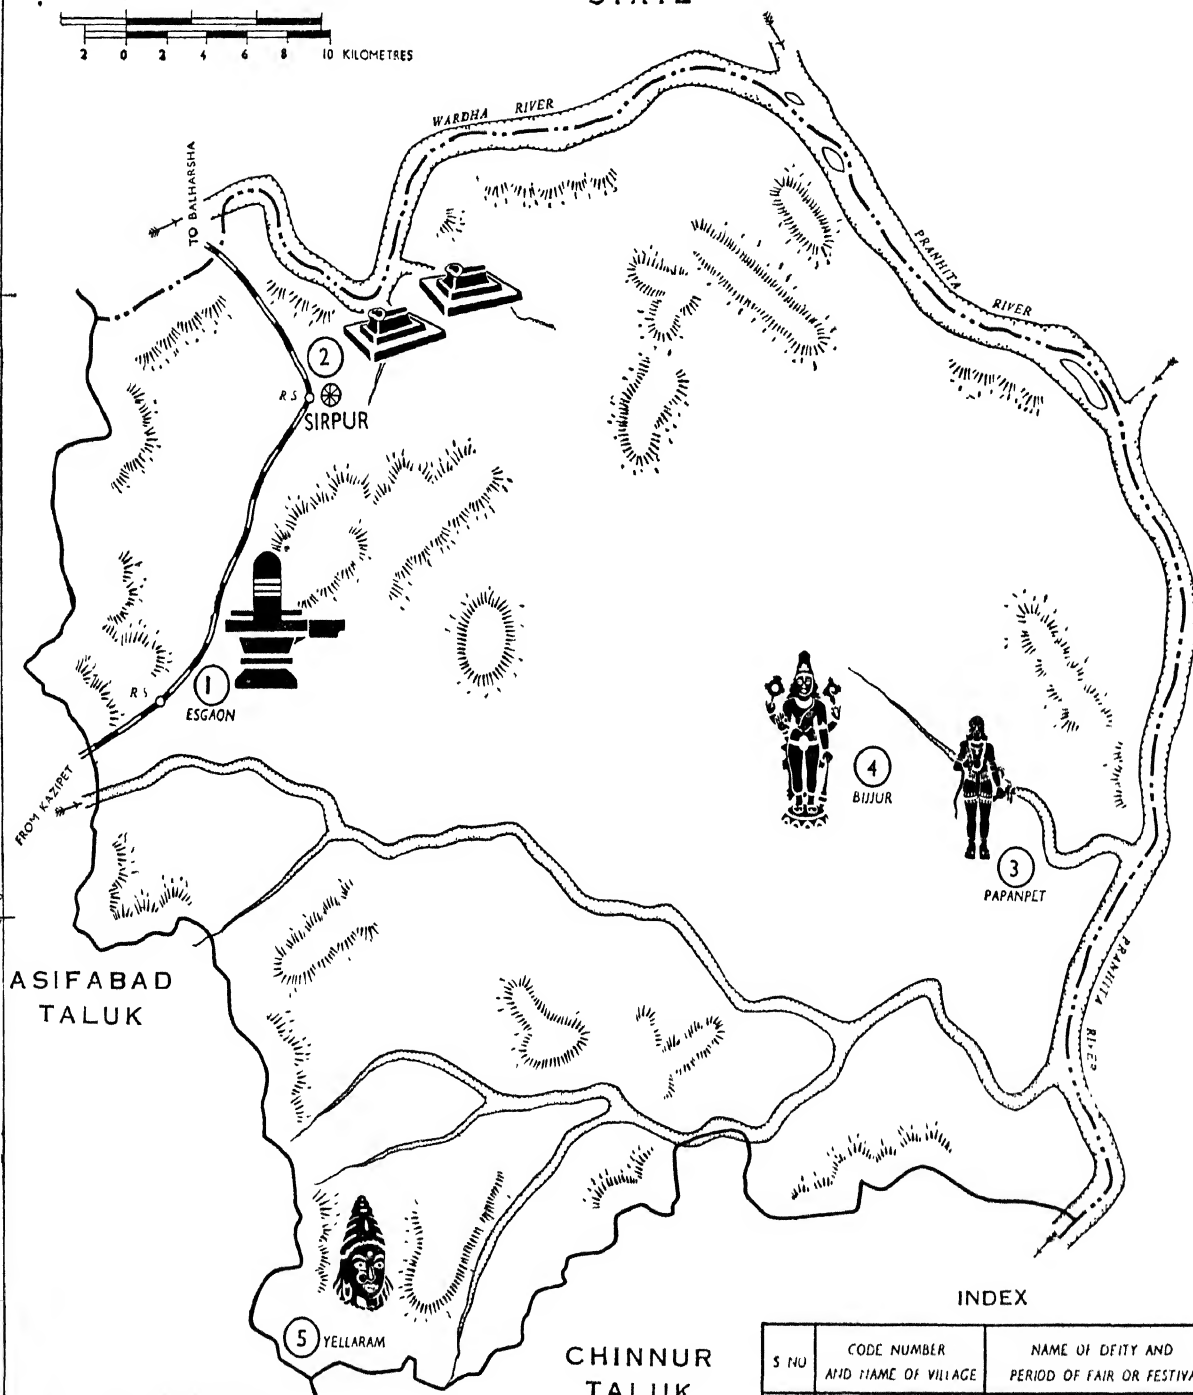 2 0 2 4 6 8 10 KILOMETRES
WARDHA RIVER
TO BALHARSHA
PRANHITA RIVER
2
R S
SIRPUR
1
R S
ESGAON
FROM KAZIPET
4
BIJJUR
3
PAPANPET
PRANHITA RIVER
ASIFABAD
TALUK
5 YELLARAM
CHINNUR
TALUK
INDEX
S NO
CODE NUMBER
AND NAME OF VILLAGE
NAME OF DEITY AND
PERIOD OF FAIR OR FESTIVA